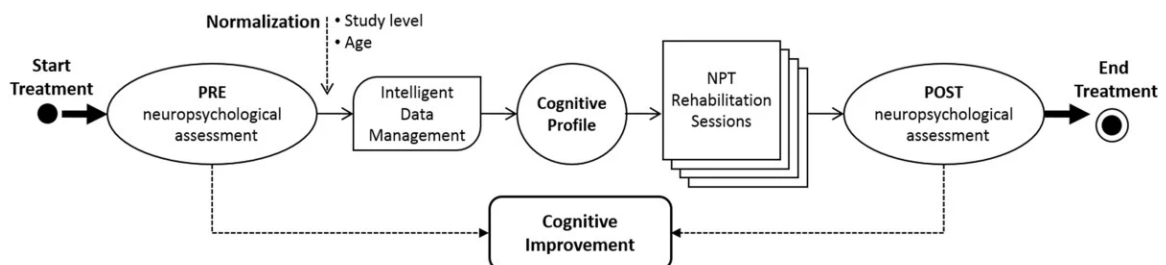 Normalization
• Study level
• Age
Start
Treatment
PRE
neuropsychological
assessment
Intelligent
Data
Management
Cognitive
Profile
NPT
Rehabilitation
Sessions
POST
neuropsychological
assessment
End
Treatment
Cognitive
Improvement